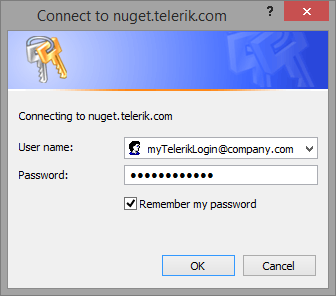 Connect to nuget.telerik.com
Connecting to nuget.telerik.com
User name: myTelerikLogin@company.com
Password: ●●●●●●●●●●●●
Remember my password
OK Cancel